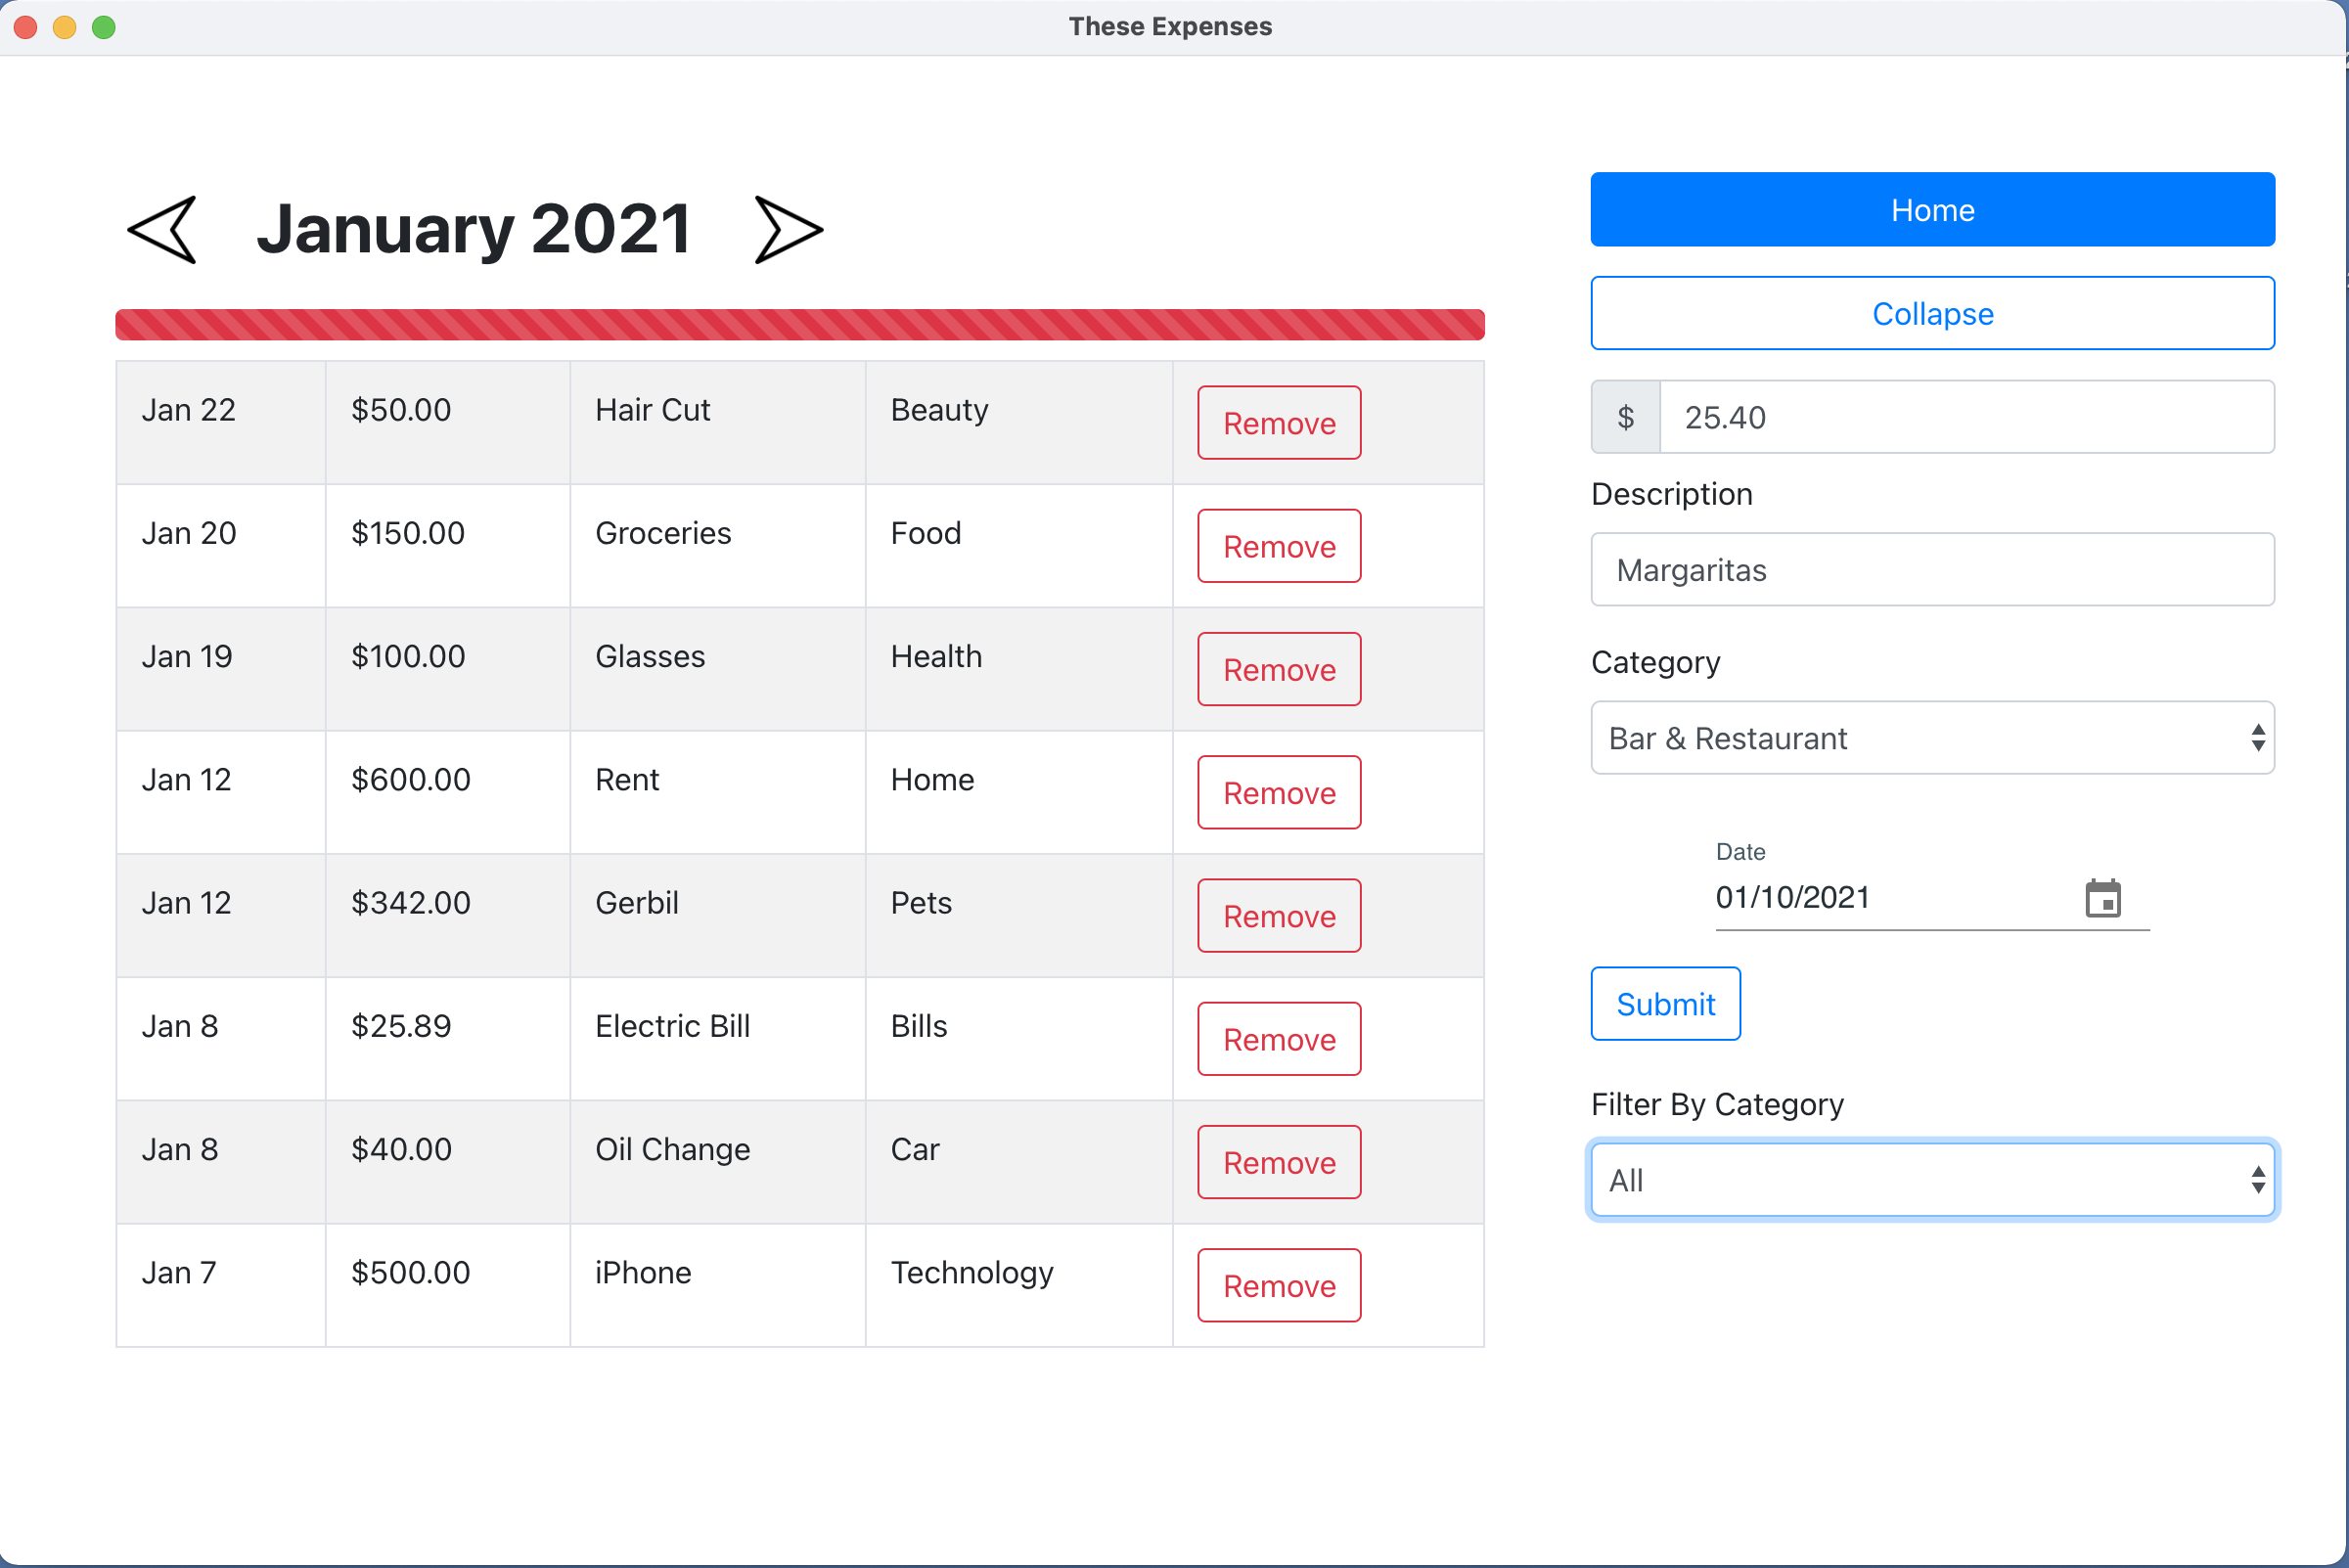 These Expenses
January 2021
Jan 22 $50.00 Hair Cut Beauty Remove
Jan 20 $150.00 Groceries Food Remove
Jan 19 $100.00 Glasses Health Remove
Jan 12 $600.00 Rent Home Remove
Jan 12 $342.00 Gerbil Pets Remove
Jan 8 $25.89 Electric Bill Bills Remove
Jan 8 $40.00 Oil Change Car Remove
Jan 7 $500.00 iPhone Technology Remove
Home
Collapse
$ 25.40
Description
Margaritas
Category
Bar & Restaurant
Date
01/10/2021
Submit
Filter By Category
All